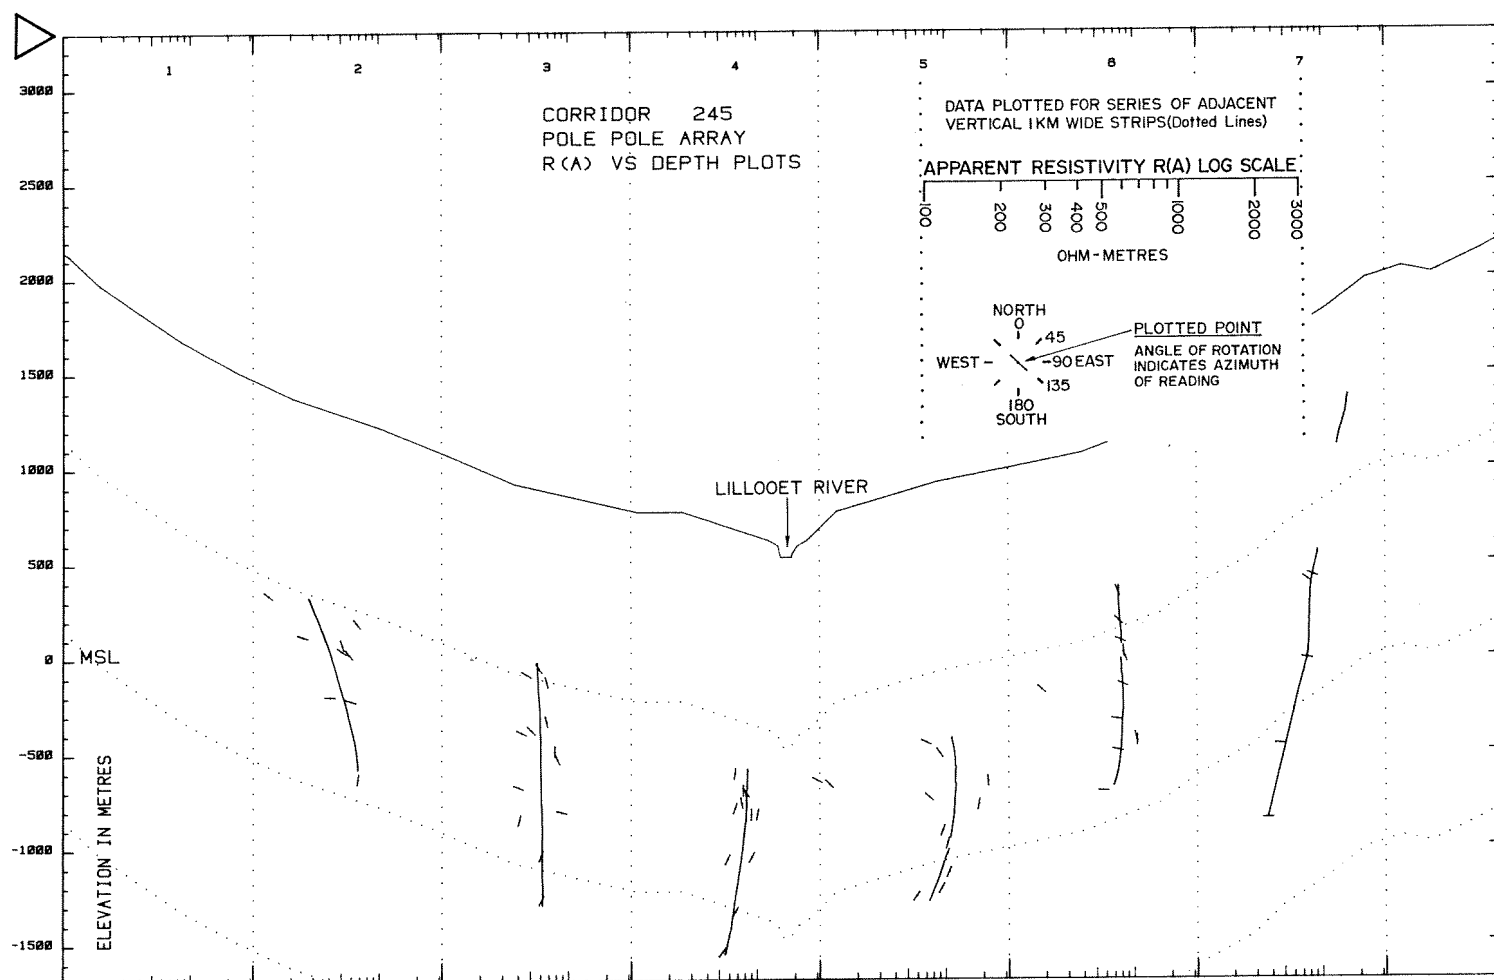 1 2 3 4 5 6 7
3000
2500
2000
1500
1000
500
0
-500
-1000
-1500
MSL
ELEVATION IN METRES
CORRIDOR 245
POLE POLE ARRAY
R(A) VS DEPTH PLOTS
LILLOOET RIVER
DATA PLOTTED FOR SERIES OF ADJACENT
VERTICAL 1KM WIDE STRIPS(Dotted Lines)
APPARENT RESISTIVITY R(A) LOG SCALE
100 200 300 400 500 1000 2000 3000
OHM-METRES
NORTH
0
45
WEST
90 EAST
135
180
SOUTH
PLOTTED POINT
ANGLE OF ROTATION
INDICATES AZIMUTH
OF READING